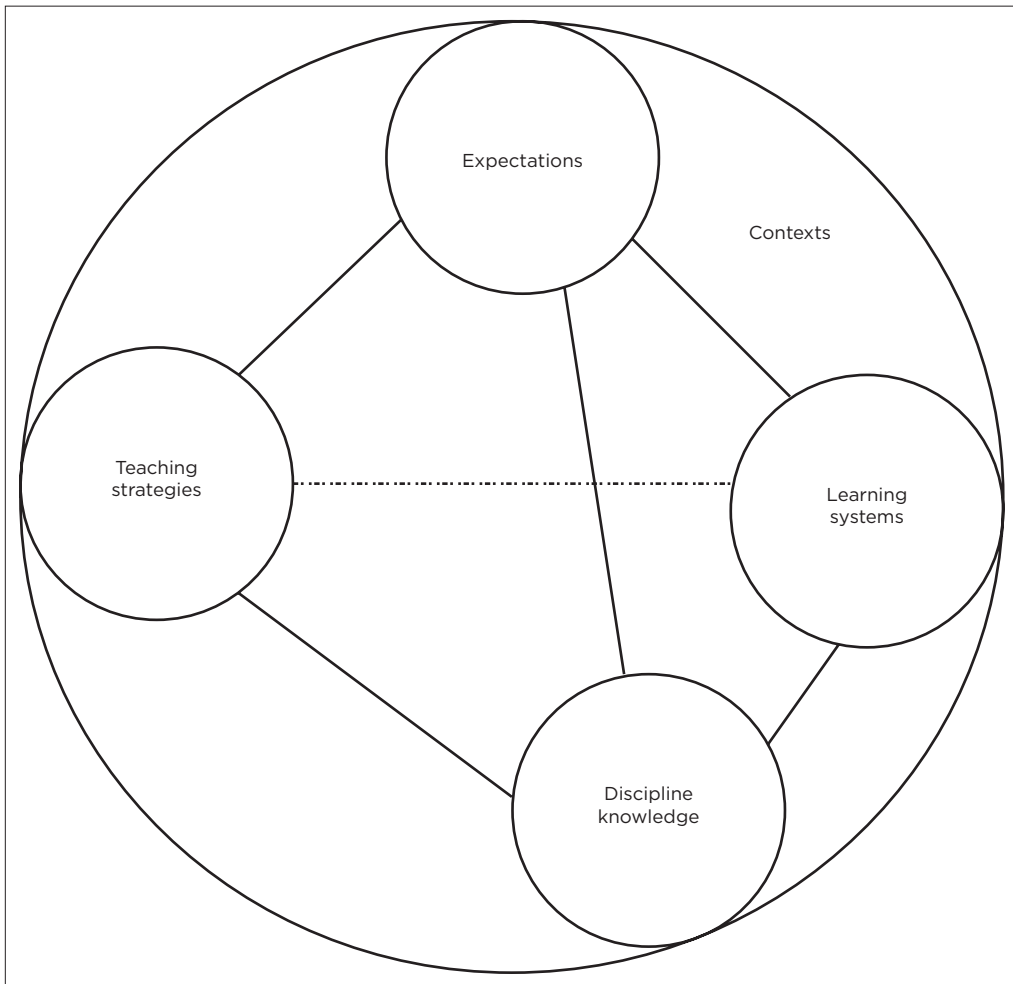 Expectations
Contexts
Teaching
strategies
Learning
systems
Discipline
knowledge